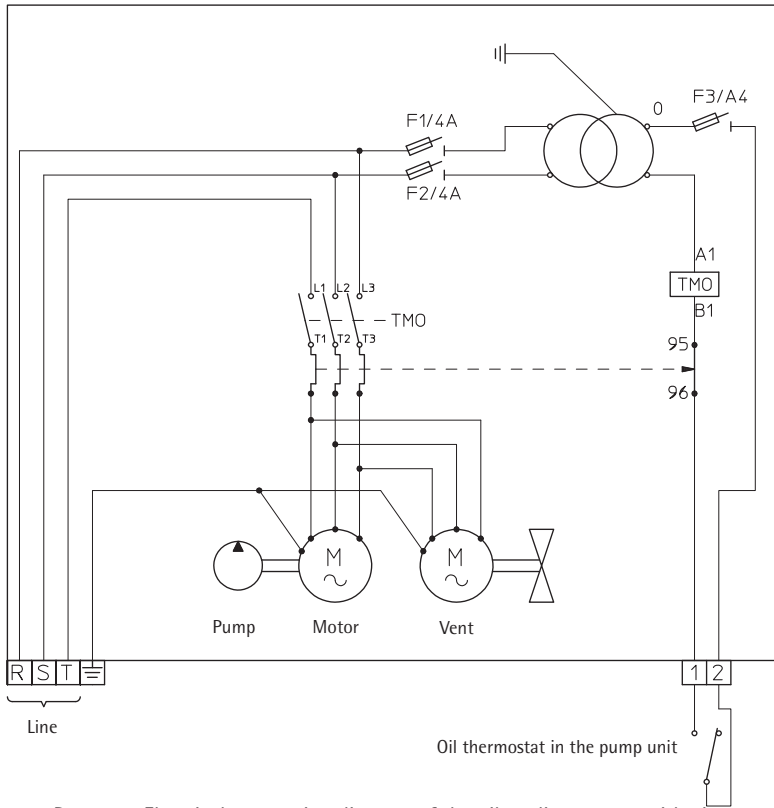 F1/4A
F2/4A
0
F3/A4
A1
TMO
B1
L1 L2 L3
TMO
T1 T2 T3
95
96
M
M
Pump
Motor
Vent
R S T
1 2
Line
Oil thermostat in the pump unit